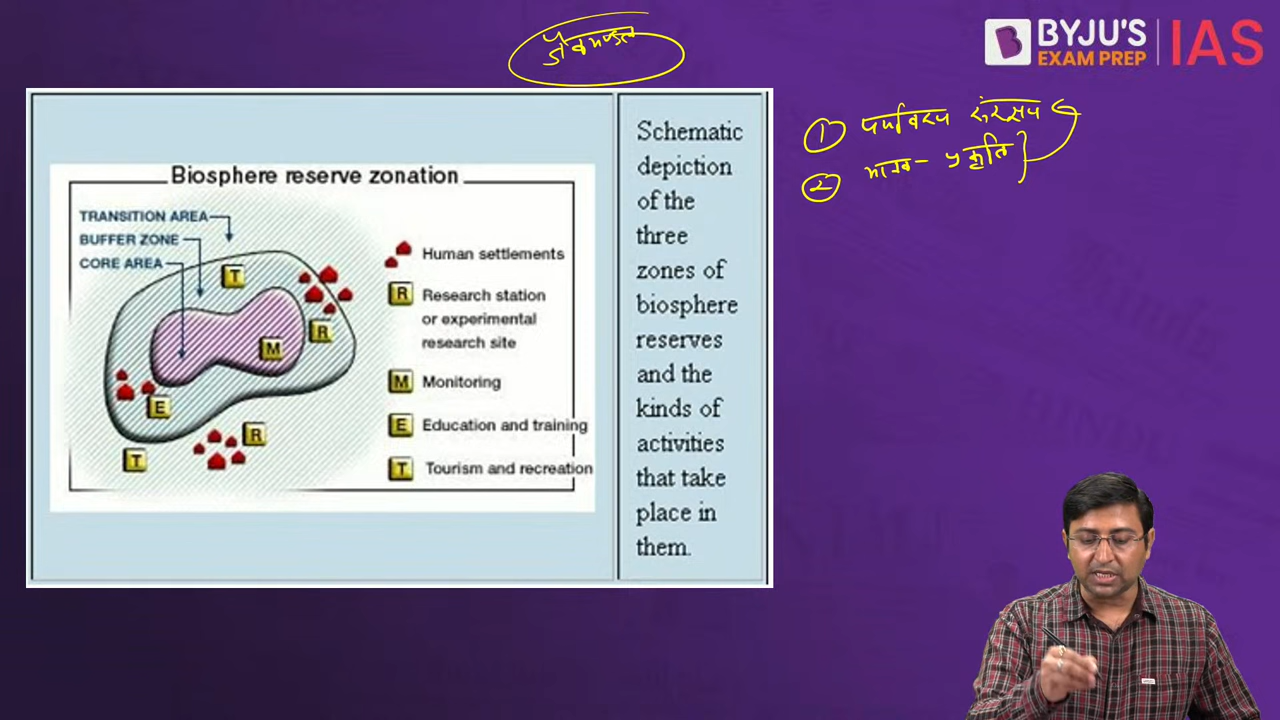 जैवमण्डल
BYJU'S
EXAM PREP
IAS
① पर्यावरण संरक्षण
② मानव - प्रकृति
Biosphere reserve zonation
TRANSITION AREA
BUFFER ZONE
CORE AREA
T
R
M
E
R
T
Human settlements
R Research station
or experimental
research site
M Monitoring
E Education and training
T Tourism and recreation
Schematic
depiction
of the
three
zones of
biosphere
reserves
and the
kinds of
activities
that take
place in
them.